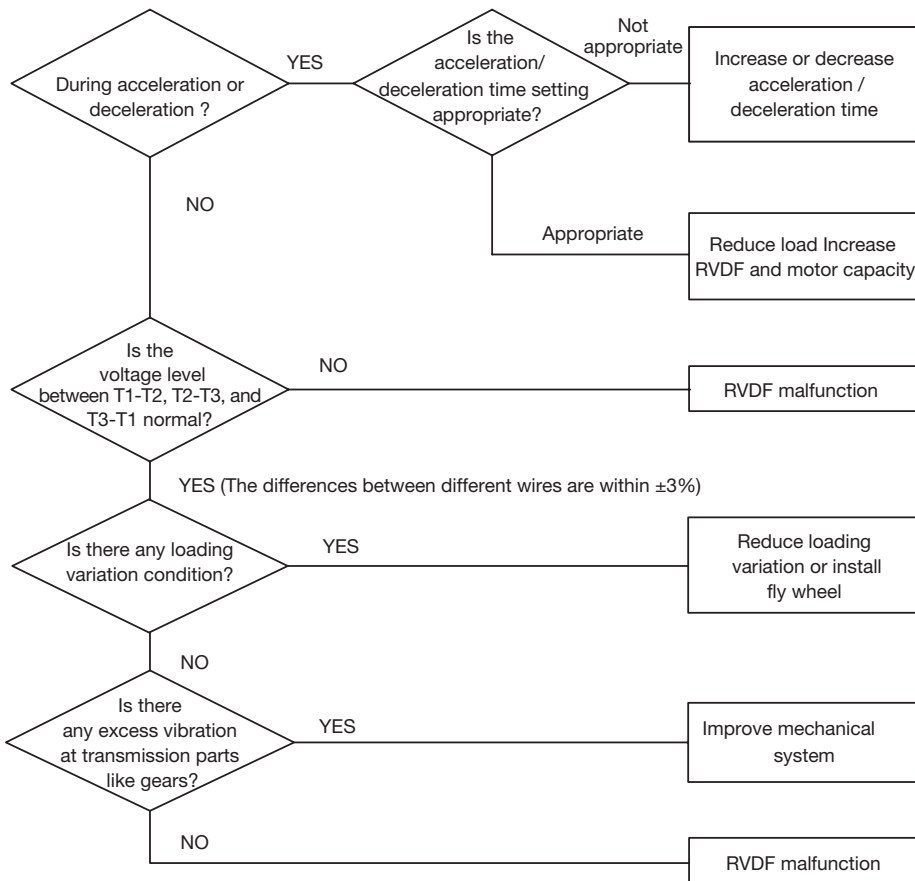 During acceleration or
deceleration ?
YES
Is the
acceleration/
deceleration time setting
appropriate?
Not
appropriate
Increase or decrease
acceleration /
deceleration time
NO
Appropriate
Reduce load Increase
RVDF and motor capacity
Is the
voltage level
between T1-T2, T2-T3, and
T3-T1 normal?
NO
RVDF malfunction
YES (The differences between different wires are within ±3%)
Is there any loading
variation condition?
YES
Reduce loading
variation or install
fly wheel
NO
Is there
any excess vibration
at transmission parts
like gears?
YES
Improve mechanical
system
NO
RVDF malfunction